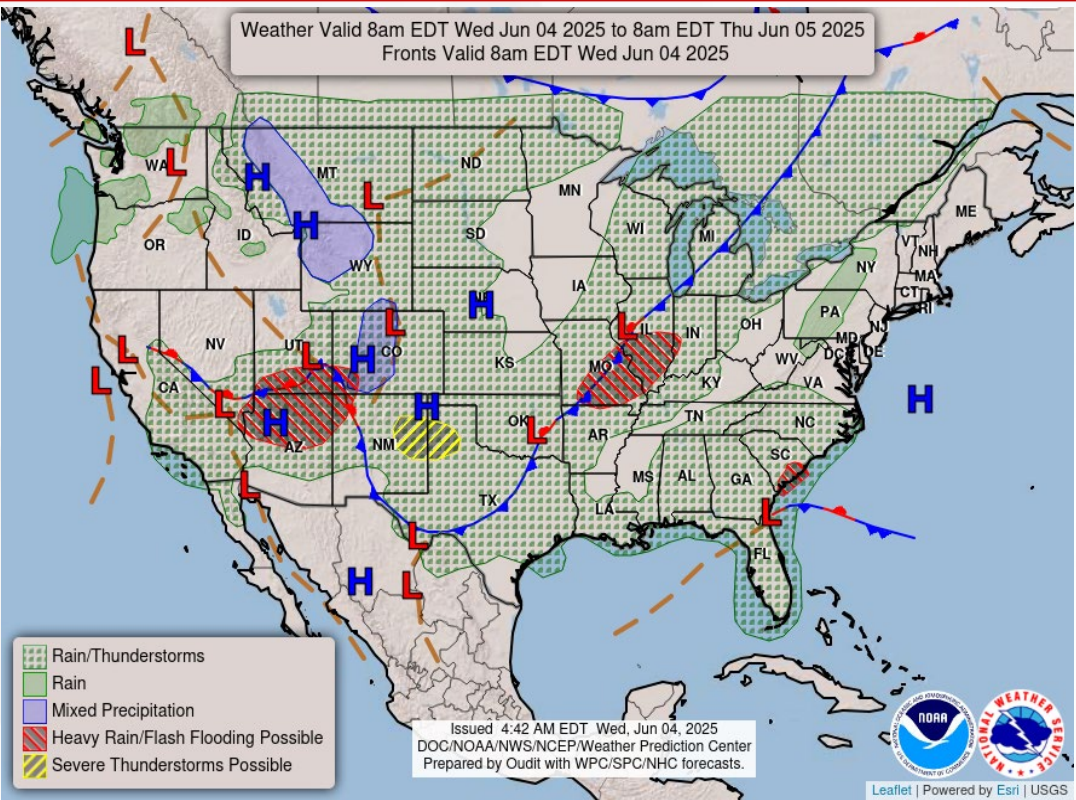 Weather Valid 8am EDT Wed Jun 04 2025 to 8am EDT Thu Jun 05 2025
Fronts Valid 8am EDT Wed Jun 04 2025
L
WA
L
H
MT
L
ND
MN
WI
MI
ME
VT
NH
NY
MA
CT
RI
OR
ID
H
WY
SD
H
IA
PA
NJ
MD
DE
DC
OH
IN
IL
L
WV
VA
KY
L
L
NV
UT
L
H
CO
L
KS
MO
CA
L
H
AZ
NM
H
OK
L
AR
TN
NC
SC
H
L
TX
LA
MS
AL
GA
L
FL
L
H
L
Rain/Thunderstorms
Rain
Mixed Precipitation
Heavy Rain/Flash Flooding Possible
Severe Thunderstorms Possible
Issued 4:42 AM EDT Wed, Jun 04, 2025
DOC/NOAA/NWS/NCEP/Weather Prediction Center
Prepared by Oudit with WPC/SPC/NHC forecasts.
NOAA
NATIONAL WEATHER SERVICE
Leaflet | Powered by Esri | USGS